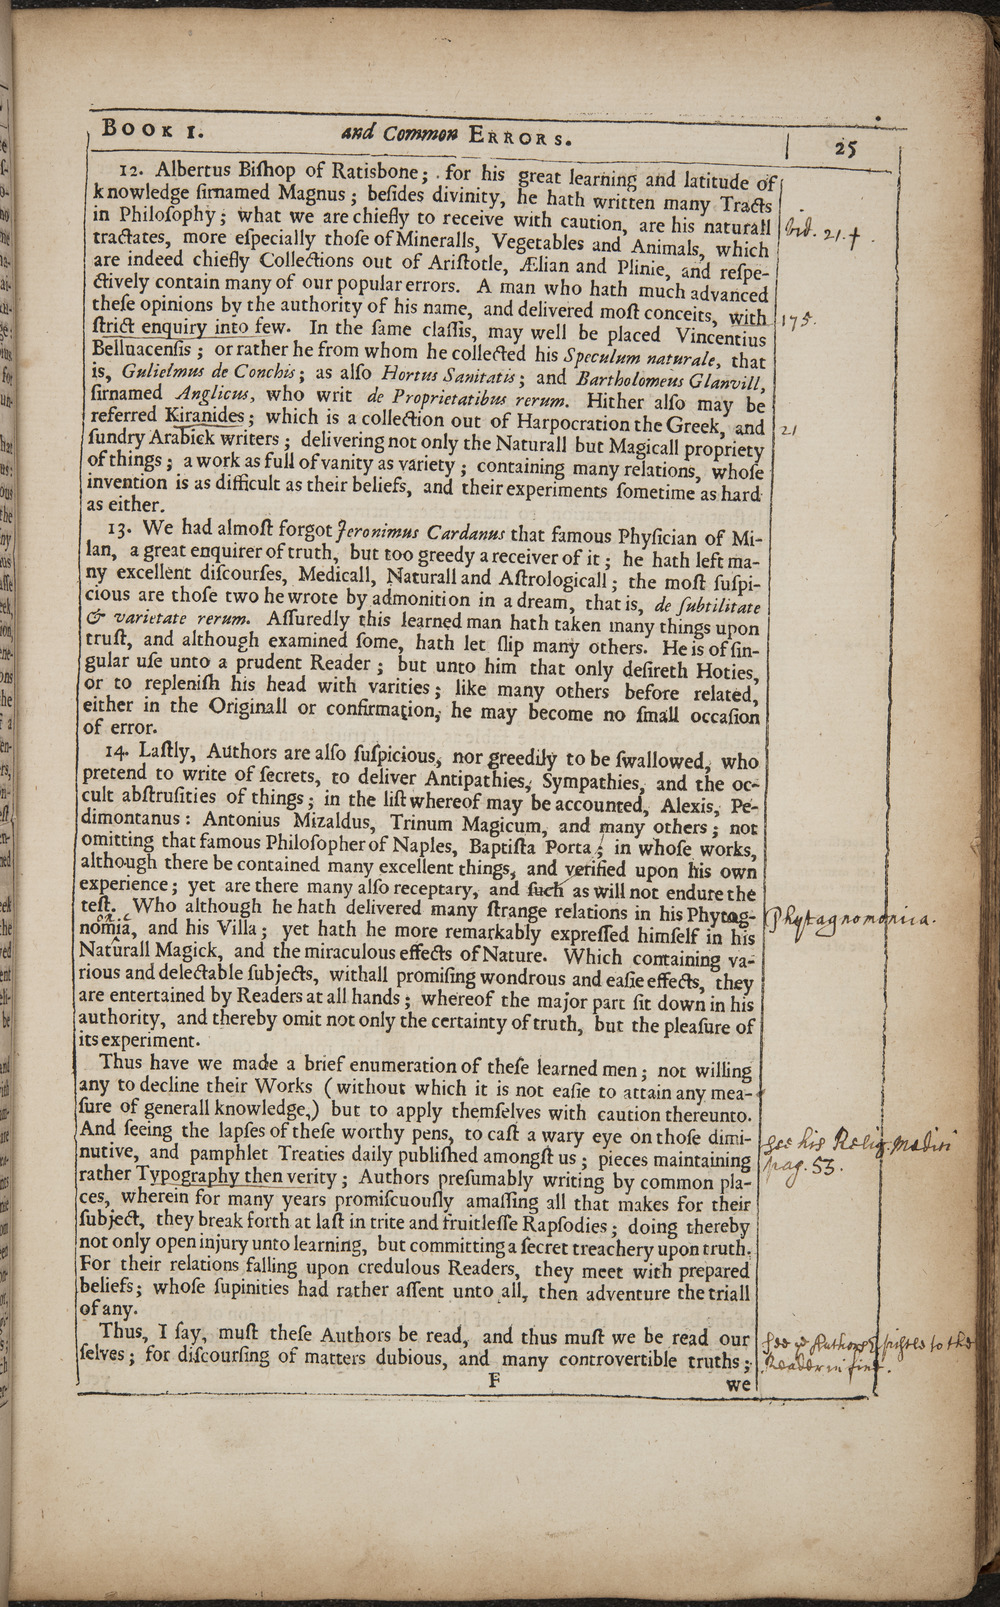 BOOK I. and Common ERRORS. 25
12. Albertus Biſhop of Ratisbone; for his great learning and latitude of
knowledge ſirnamed Magnus; beſides divinity, he hath written many Tracts
in Philoſophy; what we are chiefly to receive with caution, are his naturall
tractates, more eſpecially thoſe of Mineralls, Vegetables and Animals, which
are indeed chiefly Collections out of Ariſtotle, Ælian and Plinie, and reſpe-
ctively contain many of our popular errors. A man who hath much advanced
theſe opinions by the authority of his name, and delivered moſt conceits, with
ſtrict enquiry into few. In the ſame claſſis, may well be placed Vincentius
Belluacenſis; or rather he from whom he collected his Speculum naturale, that
is, Gulielmus de Conchis; as alſo Hortus Sanitatis; and Bartholomeus Glanvill,
ſirnamed Anglicus, who writ de Proprietatibus rerum. Hither alſo may be
referred Kiranides; which is a collection out of Harpocration the Greek, and
ſundry Arabick writers; delivering not only the Naturall but Magicall propriety
of things; a work as full of vanity as variety; containing many relations, whoſe
invention is as difficult as their beliefs, and their experiments ſometime as hard
as either.
13. We had almoſt forgot Jeronimus Cardanus that famous Phyſician of Mi-
lan, a great enquirer of truth, but too greedy a receiver of it; he hath left ma-
ny excellent diſcourſes, Medicall, Naturall and Aſtrologicall; the moſt ſuſpi-
cious are thoſe two he wrote by admonition in a dream, that is, de ſubtilitate
& varietate rerum. Aſſuredly this learned man hath taken many things upon
truſt, and although examined ſome, hath let ſlip many others. He is of ſin-
gular uſe unto a prudent Reader; but unto him that only deſireth Hoties,
or to repleniſh his head with varities; like many others before related,
either in the Originall or confirmation, he may become no ſmall occaſion
of error.
14. Laſtly, Authors are alſo ſuſpicious, nor greedily to be ſwallowed, who
pretend to write of ſecrets, to deliver Antipathies, Sympathies, and the oc-
cult abſtruſities of things; in the liſt whereof may be accounted, Alexis, Pe-
dimontanus: Antonius Mizaldus, Trinum Magicum, and many others; not
omitting that famous Philoſopher of Naples, Baptiſta Porta; in whoſe works,
although there be contained many excellent things, and verified upon his own
experience; yet are there many alſo receptary, and ſuch as will not endure the
teſt. Who although he hath delivered many ſtrange relations in his Phytog-
nomia, and his Villa; yet hath he more remarkably expreſſed himſelf in his
Naturall Magick, and the miraculous effects of Nature. Which containing va-
rious and delectable ſubjects, withall promiſing wondrous and eaſie effects, they
are entertained by Readers at all hands; whereof the major part ſit down in his
authority, and thereby omit not only the certainty of truth, but the pleaſure of
its experiment.
Thus have we made a brief enumeration of theſe learned men; not willing
any to decline their Works (without which it is not eaſie to attain any mea-
ſure of generall knowledge,) but to apply themſelves with caution thereunto.
And ſeeing the lapſes of theſe worthy pens, to caſt a wary eye on thoſe dimi-
nutive, and pamphlet Treaties daily publiſhed amongſt us; pieces maintaining
rather Typography then verity; Authors preſumably writing by common pla-
ces, wherein for many years promiſcuouſly amaſſing all that makes for their
ſubject, they break forth at laſt in trite and fruitleſſe Rapſodies; doing thereby
not only open injury unto learning, but committing a ſecret treachery upon truth.
For their relations falling upon credulous Readers, they meet with prepared
beliefs; whoſe ſupinities had rather aſſent unto all, then adventure the triall
of any.
Thus, I ſay, muſt theſe Authors be read, and thus muſt we be read our
ſelves; for diſcourſing of matters dubious, and many controvertible truths;
F we
21. †
175.
21
Phytagnomonica.
See his Relig. Medici
pag. 53.
See ye Authors Epistle to the
Reader in fine.